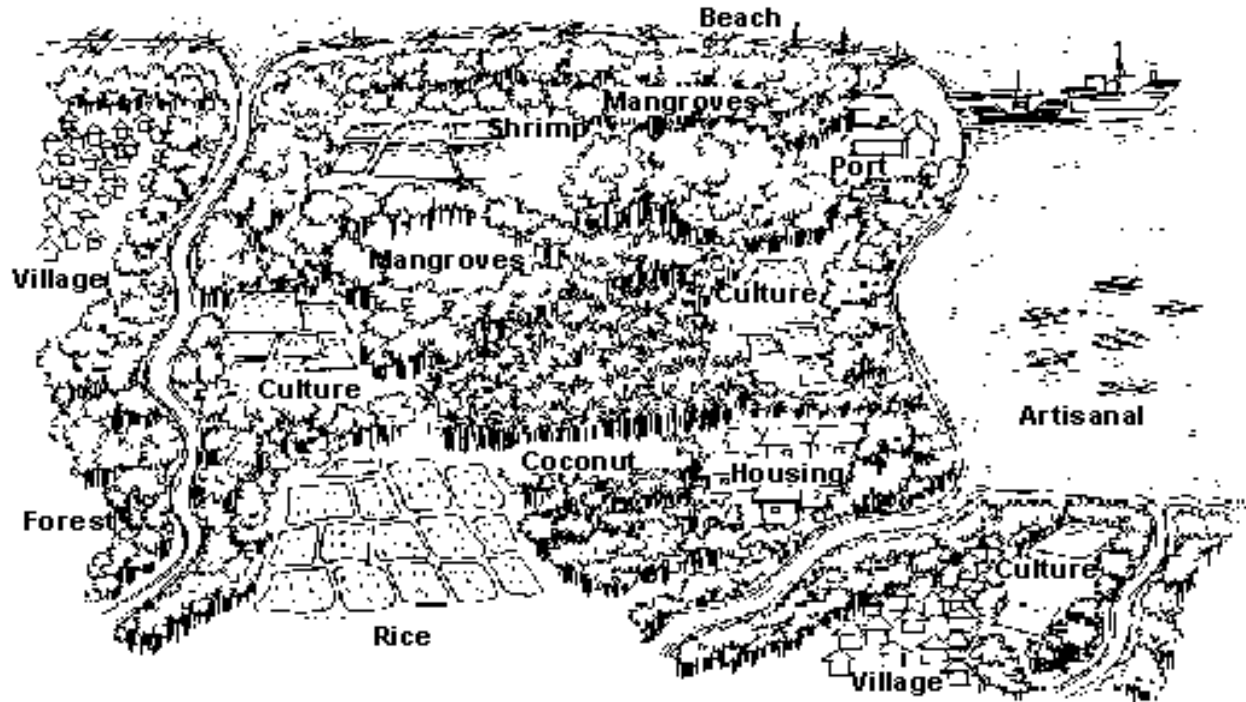 Beach
Mangroves
Shrimp
Port
Village
Mangroves
Culture
Culture
Artisanal
Coconut
Housing
Forest
Culture
Rice
Village